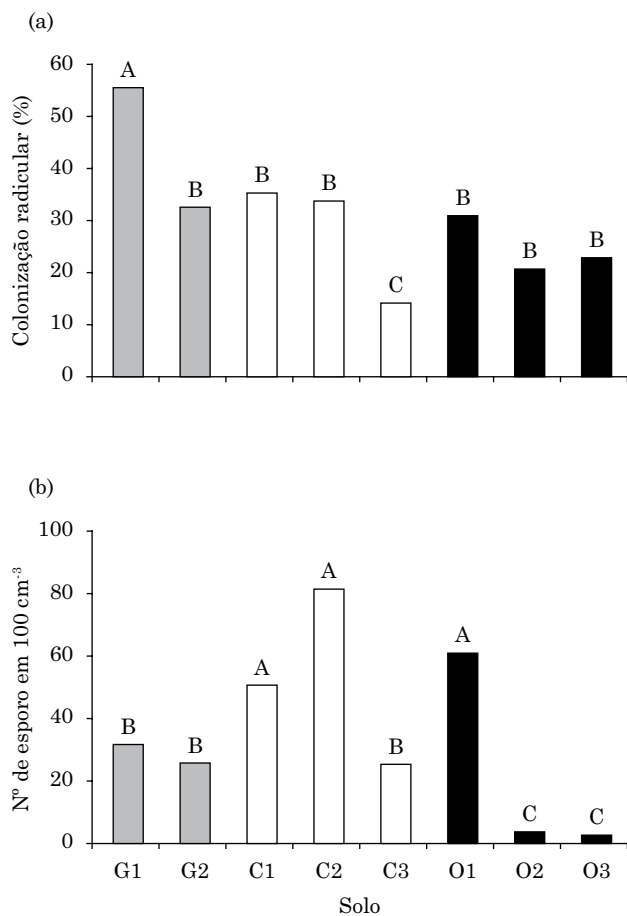 (a)
Colonização radicular (%)
60
50
40
30
20
10
0
A
B
B
B
C
B
B
B
(b)
Nº de esporo em 100 cm⁻³
100
80
60
40
20
0
B
B
A
A
B
A
C
C
G1 G2 C1 C2 C3 O1 O2 O3
Solo